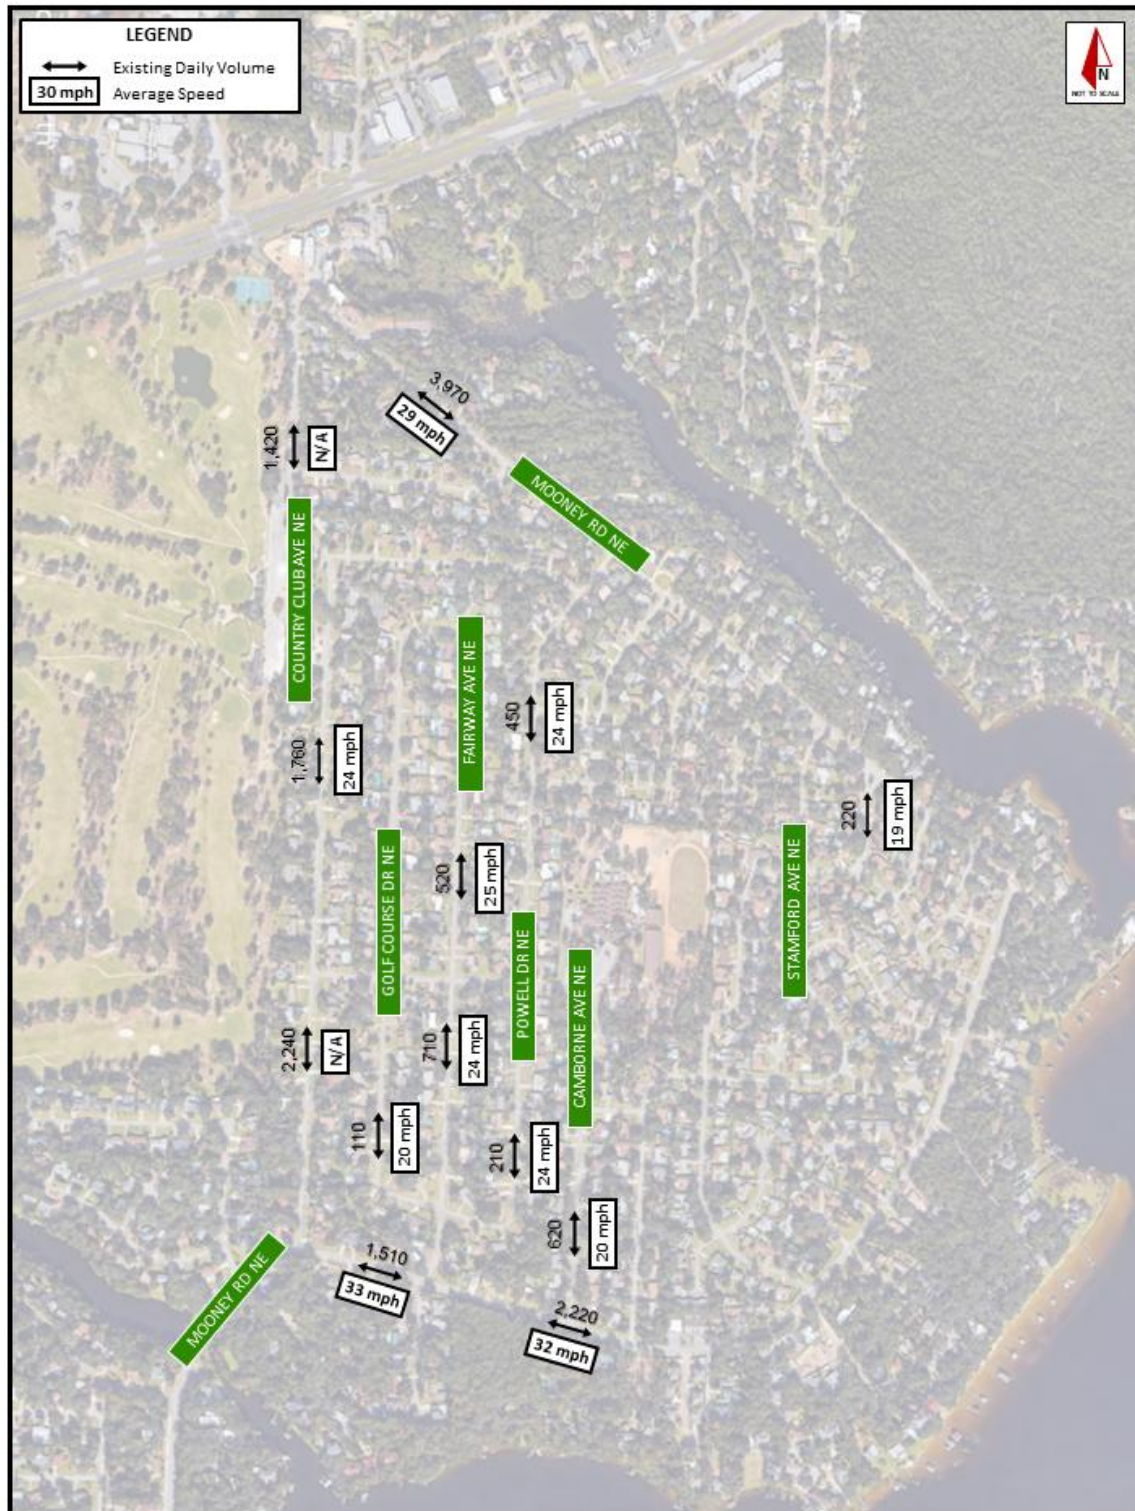 LEGEND
Existing Daily Volume
30 mph Average Speed
N
NOT TO SCALE
3,970
29 mph
1,420
N/A
MOONEY RD NE
COUNTRY CLUB AVE NE
FAIRWAY AVE NE
450
24 mph
1,760
24 mph
220
19 mph
STAMFORD AVE NE
GOLF COURSE DR NE
520
25 mph
POWELL DR NE
CAMBORNE AVE NE
2,240
N/A
710
24 mph
110
20 mph
210
24 mph
620
20 mph
MOONEY RD NE
1,510
33 mph
2,220
32 mph